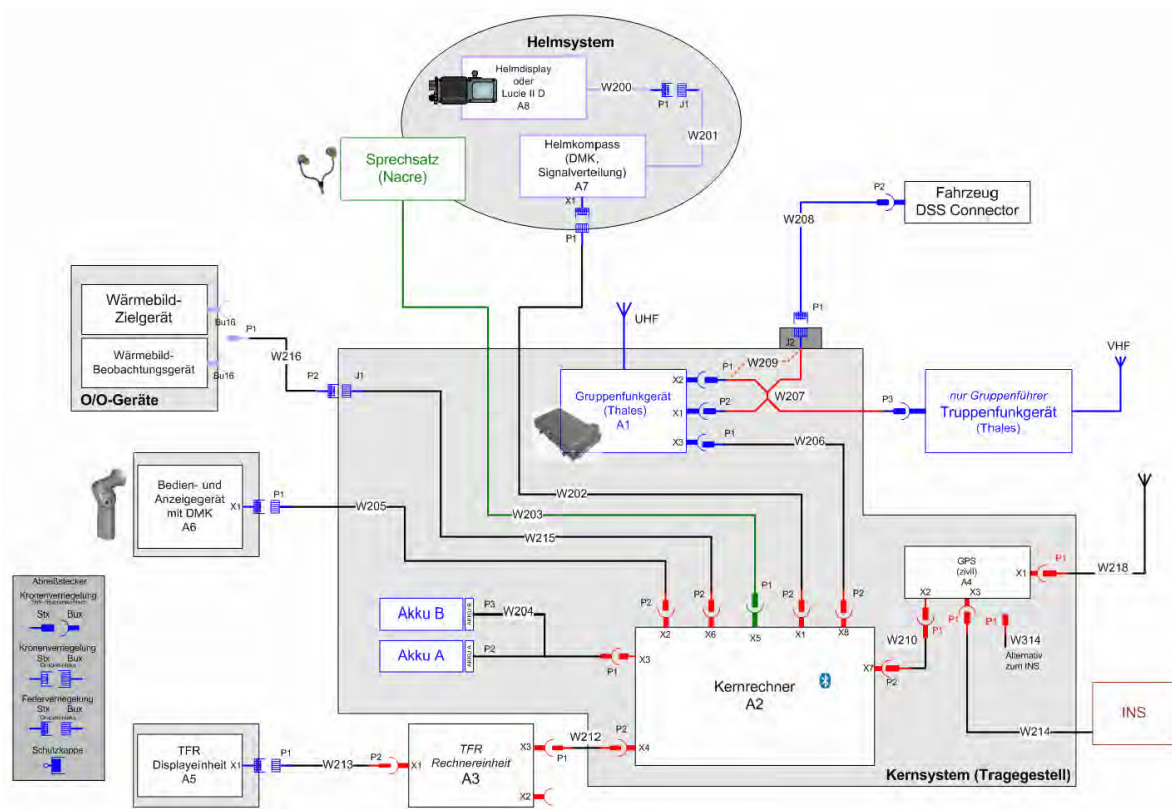 Helmsystem
Helmdisplay
oder
Lucie II D
A8
W200
P1
J1
W201
Helmkompass
(DMK,
Signalverteilung)
A7
X1
P1
Sprechsatz
(Nacre)
P2
Fahrzeug
DSS Connector
W208
P1
J2
UHF
VHF
Wärmebild-
Zielgerät
Bu16
Wärmebild-
Beobachtungsgerät
Bu16
O/O-Geräte
P1
W216
P2
J1
Gruppenfunkgerät
(Thales)
A1
X2
X1
X3
P1
P2
P1
W209
W207
W206
P3
nur Gruppenführer
Truppenfunkgerät
(Thales)
Bedien- und
Anzeigegerät
mit DMK
A6
X1
P1
W205
W202
W203
W215
GPS
(zivil)
A4
X1
X2
X3
P1
W218
P1
P1
P1
W210
W314
Alternativ
zum INS
INS
W214
Abreißstecker
Kronenverriegelung
Stx
Bux
Kronenverriegelung
Stx
Bux
Federverriegelung
Stx
Bux
Schutzkappe
Akku B
AKKU B
P3
W204
Akku A
AKKU A
P2
P1
X3
P2
P2
P1
P2
P2
X2
X6
X5
X1
X8
X7
P2
Kernrechner
A2
X4
P2
W212
P1
TFR
Displayeinheit
A5
X1
P1
W213
P2
X1
TFR
Rechnereinheit
A3
X3
X2
Kernsystem (Tragegestell)